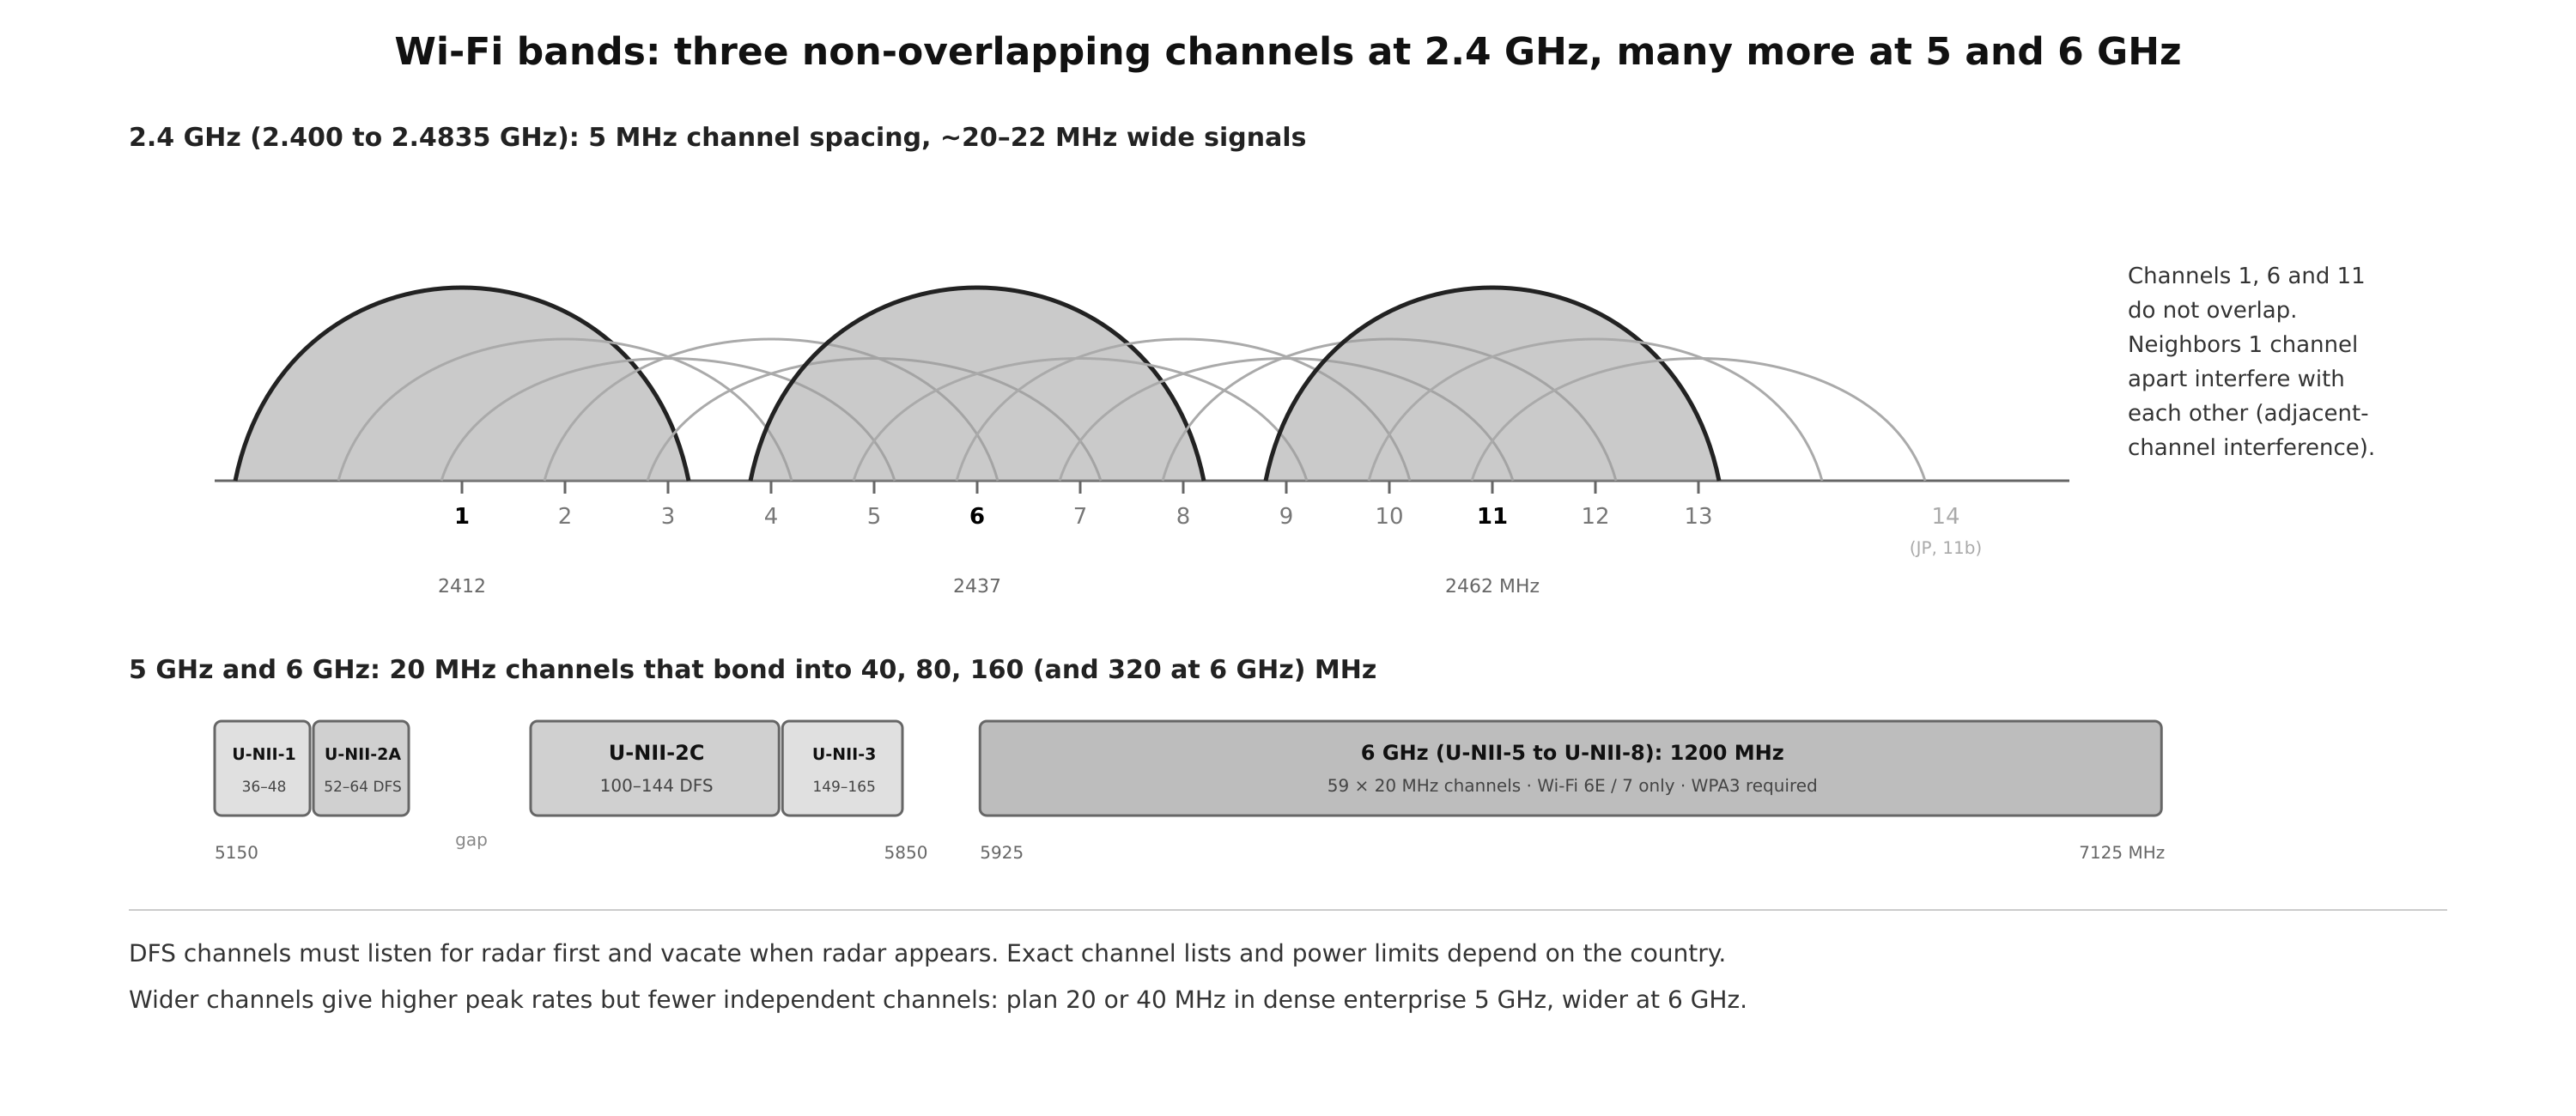 Wi-Fi bands: three non-overlapping channels at 2.4 GHz, many more at 5 and 6 GHz
2.4 GHz (2.400 to 2.4835 GHz): 5 MHz channel spacing, ~20–22 MHz wide signals
Channels 1, 6 and 11
do not overlap.
Neighbors 1 channel
apart interfere with
each other (adjacent-
channel interference).
1 2 3 4 5 6 7 8 9 10 11 12 13 14
(JP, 11b)
2412 2437 2462 MHz
5 GHz and 6 GHz: 20 MHz channels that bond into 40, 80, 160 (and 320 at 6 GHz) MHz
U-NII-1 U-NII-2A U-NII-2C U-NII-3 6 GHz (U-NII-5 to U-NII-8): 1200 MHz
36–48 52–64 DFS 100–144 DFS 149–165 59 × 20 MHz channels · Wi-Fi 6E / 7 only · WPA3 required
gap
5150 5850 5925 7125 MHz
DFS channels must listen for radar first and vacate when radar appears. Exact channel lists and power limits depend on the country.
Wider channels give higher peak rates but fewer independent channels: plan 20 or 40 MHz in dense enterprise 5 GHz, wider at 6 GHz.